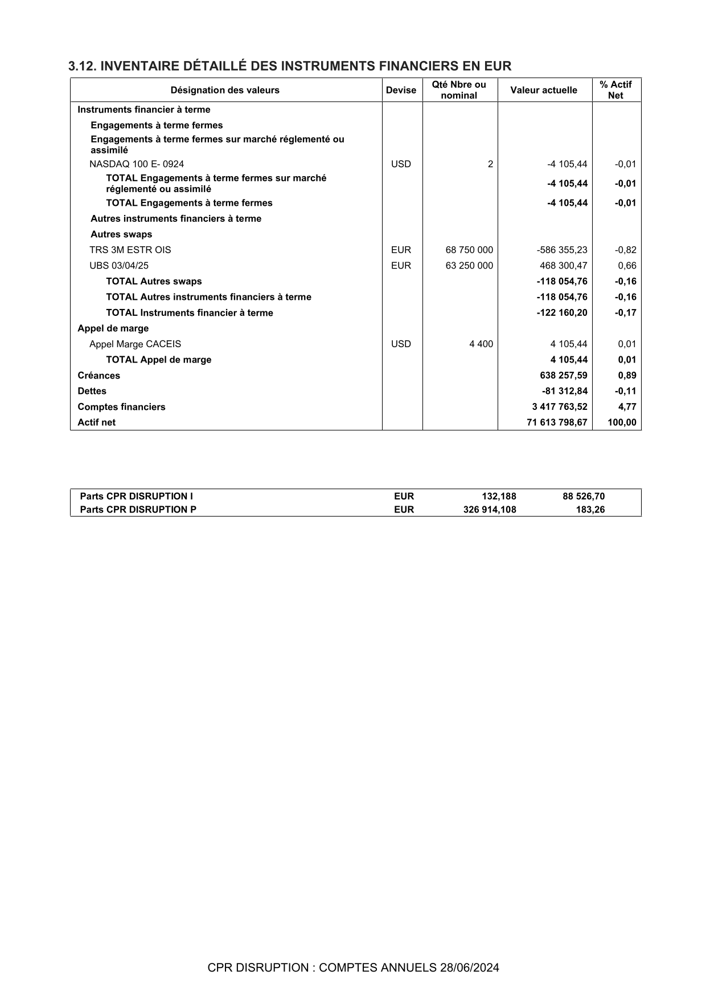 3.12. INVENTAIRE DÉTAILLÉ DES INSTRUMENTS FINANCIERS EN EUR
Désignation des valeurs Devise Qté Nbre ou nominal Valeur actuelle % Actif Net
Instruments financier à terme
Engagements à terme fermes
Engagements à terme fermes sur marché réglementé ou
assimilé
NASDAQ 100 E- 0924 USD 2 -4 105,44 -0,01
TOTAL Engagements à terme fermes sur marché
réglementé ou assimilé -4 105,44 -0,01
TOTAL Engagements à terme fermes -4 105,44 -0,01
Autres instruments financiers à terme
Autres swaps
TRS 3M ESTR OIS EUR 68 750 000 -586 355,23 -0,82
UBS 03/04/25 EUR 63 250 000 468 300,47 0,66
TOTAL Autres swaps -118 054,76 -0,16
TOTAL Autres instruments financiers à terme -118 054,76 -0,16
TOTAL Instruments financier à terme -122 160,20 -0,17
Appel de marge
Appel Marge CACEIS USD 4 400 4 105,44 0,01
TOTAL Appel de marge 4 105,44 0,01
Créances 638 257,59 0,89
Dettes -81 312,84 -0,11
Comptes financiers 3 417 763,52 4,77
Actif net 71 613 798,67 100,00
Parts CPR DISRUPTION I EUR 132,188 88 526,70
Parts CPR DISRUPTION P EUR 326 914,108 183,26
CPR DISRUPTION : COMPTES ANNUELS 28/06/2024